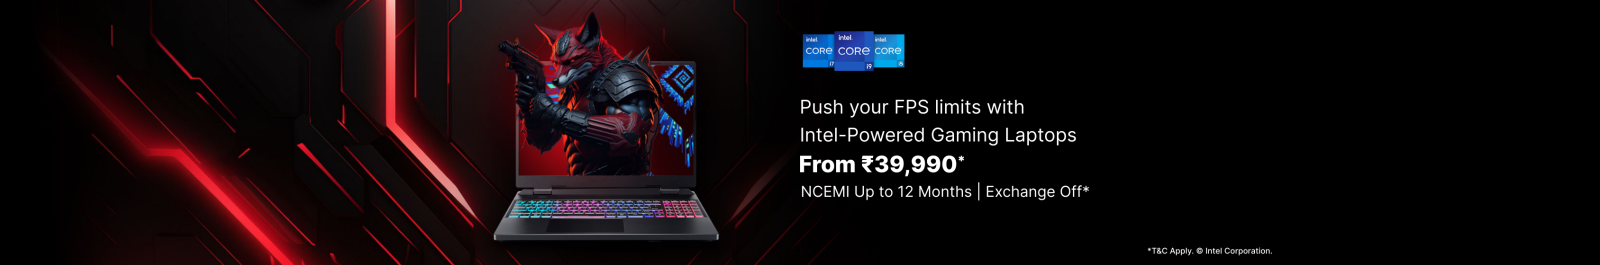 intel. intel. intel.
CORE CORE CORE
i7 i9 i5
Push your FPS limits with
Intel-Powered Gaming Laptops
From ₹39,990*
NCEMI Up to 12 Months | Exchange Off*
*T&C Apply. © Intel Corporation.